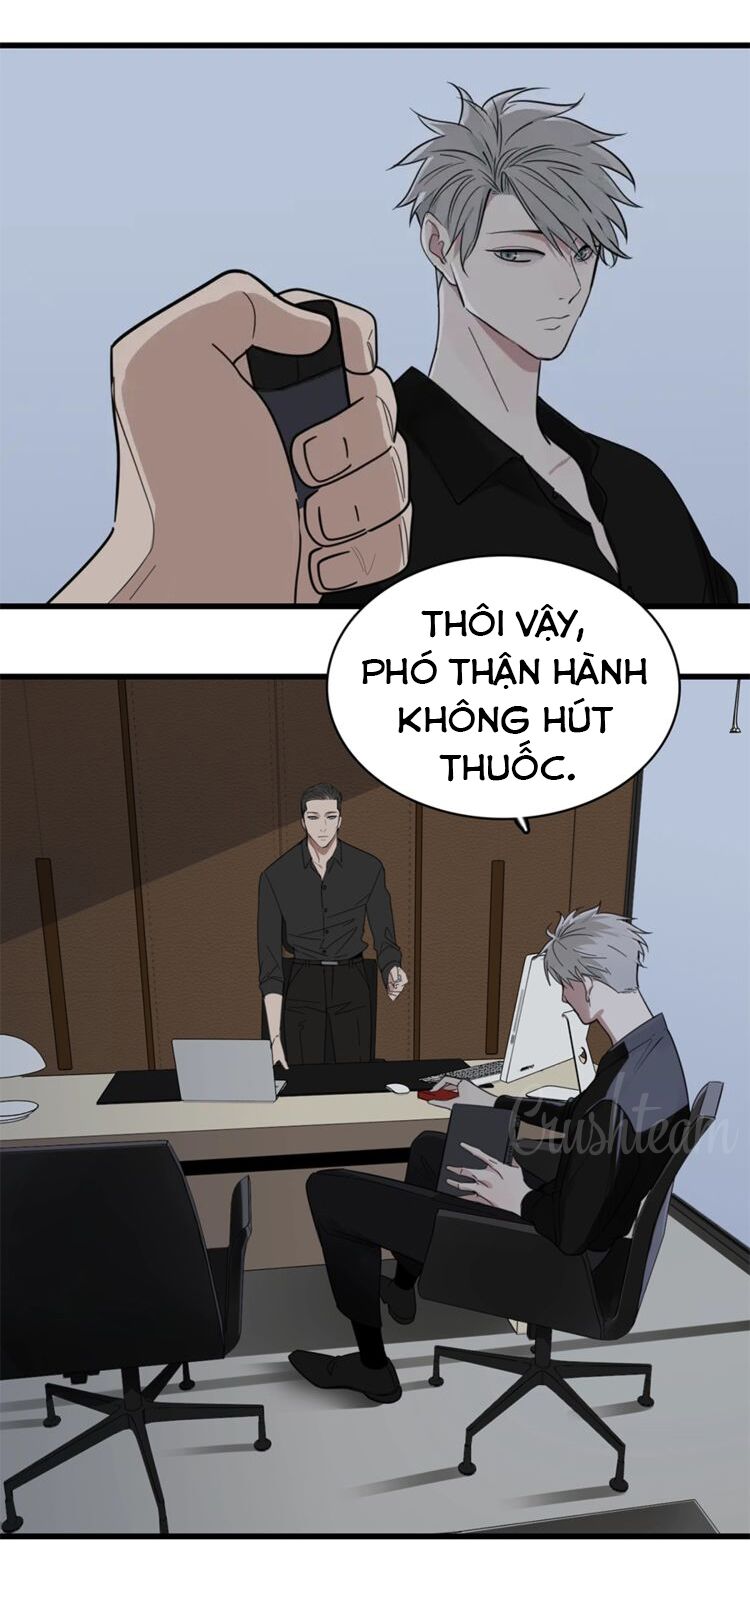 THÔI VẬY,
PHÓ THẬN HÀNH
KHÔNG HÚT
THUỐC.
Crushteam